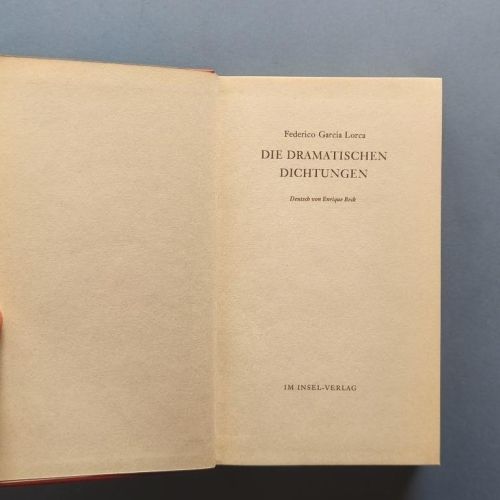 Federico García Lorca
DIE DRAMATISCHEN
DICHTUNGEN
Deutsch von Enrique Beck
IM INSEL-VERLAG